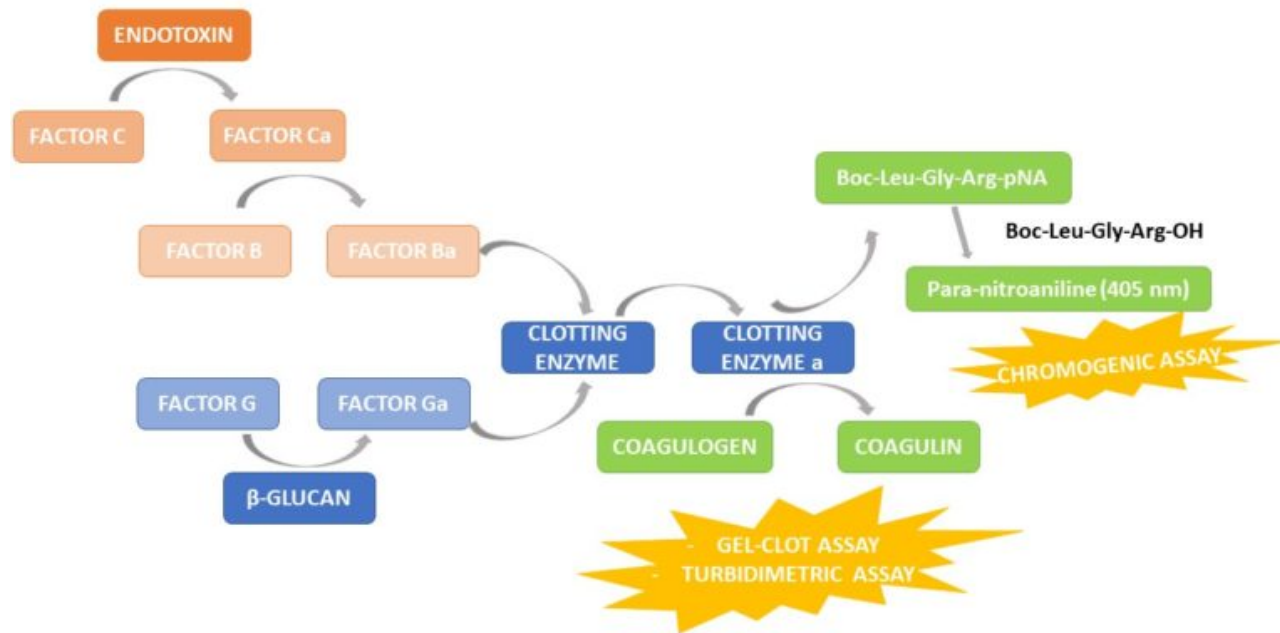 ENDOTOXIN
FACTOR C
FACTOR Ca
FACTOR B
FACTOR Ba
Boc-Leu-Gly-Arg-pNA
Boc-Leu-Gly-Arg-OH
Para-nitroaniline (405 nm)
CHROMOGENIC ASSAY
CLOTTING
ENZYME
CLOTTING
ENZYME a
FACTOR G
FACTOR Ga
β-GLUCAN
COAGULOGEN
COAGULIN
- GEL-CLOT ASSAY
- TURBIDIMETRIC ASSAY